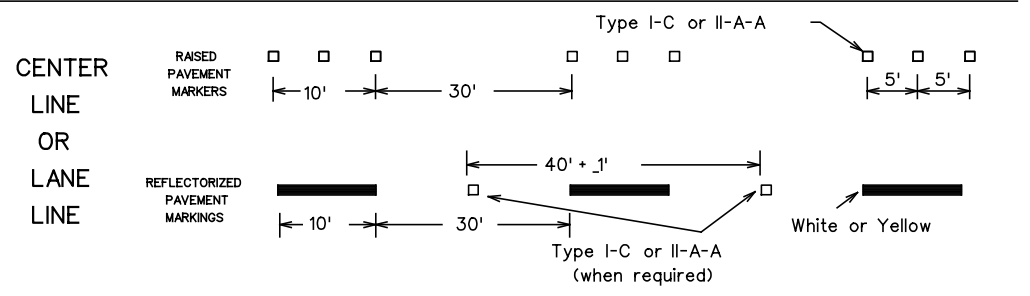 Type I-C or II-A-A
CENTER
LINE
OR
LANE
LINE
RAISED
PAVEMENT
MARKERS
10'
30'
5'
5'
40' + _1'
REFLECTORIZED
PAVEMENT
MARKINGS
10'
30'
Type I-C or II-A-A
(when required)
White or Yellow